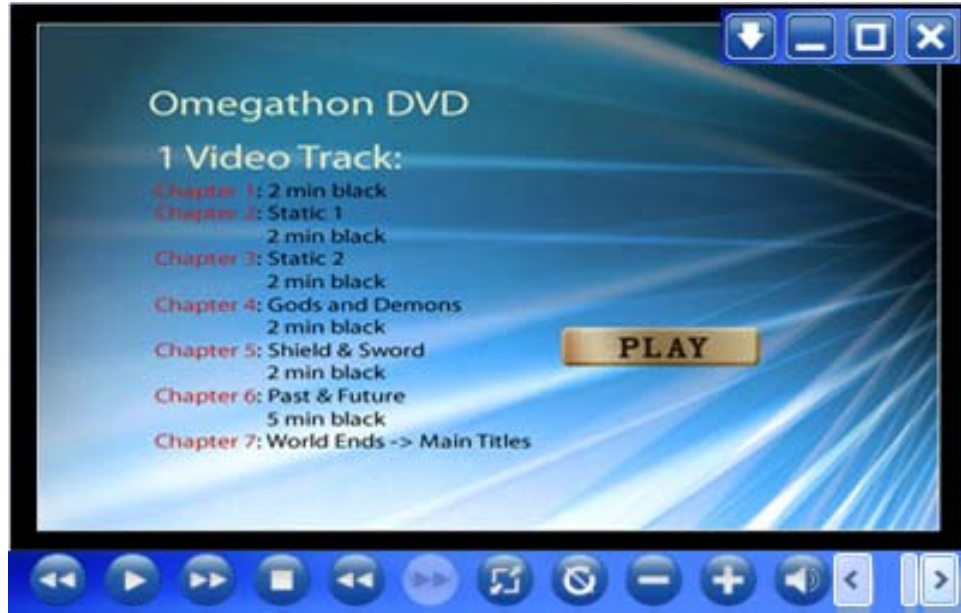 Omegathon DVD
1 Video Track:
Chapter 1: 2 min black
Chapter 2: Static 1
2 min black
Chapter 3: Static 2
2 min black
Chapter 4: Gods and Demons
2 min black
Chapter 5: Shield & Sword
2 min black
Chapter 6: Past & Future
5 min black
Chapter 7: World Ends -> Main Titles
PLAY